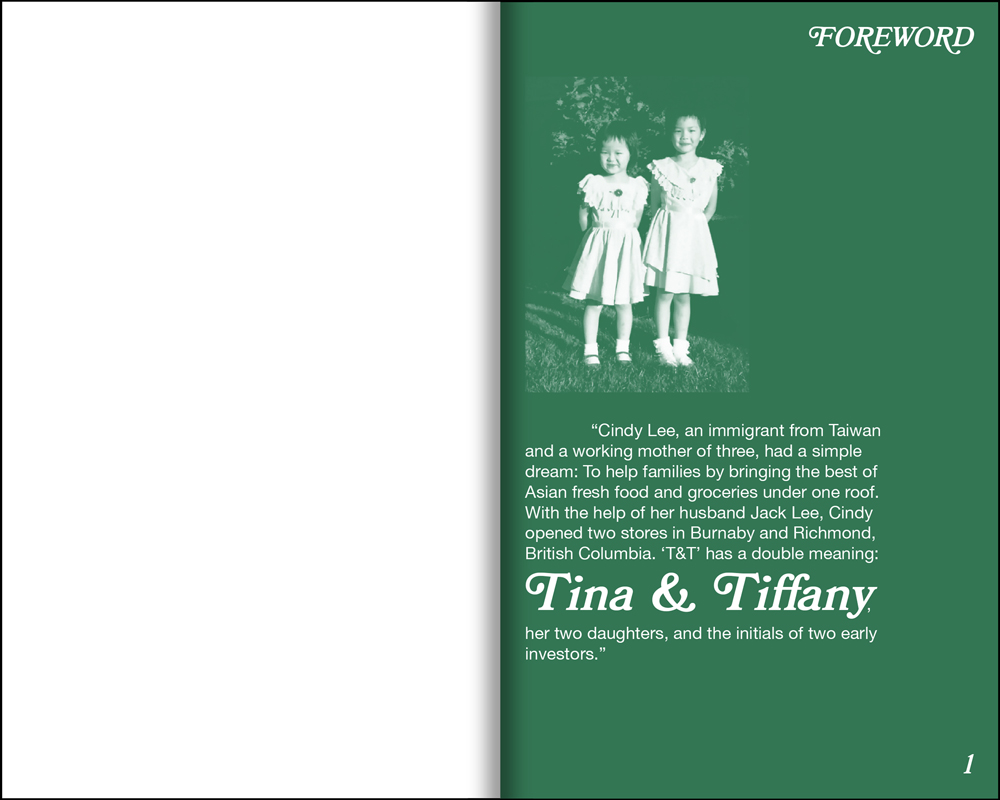 FOREWORD
“Cindy Lee, an immigrant from Taiwan
and a working mother of three, had a simple
dream: To help families by bringing the best of
Asian fresh food and groceries under one roof.
With the help of her husband Jack Lee, Cindy
opened two stores in Burnaby and Richmond,
British Columbia. ‘T&T’ has a double meaning:
Tina & Tiffany,
her two daughters, and the initials of two early
investors.”
1